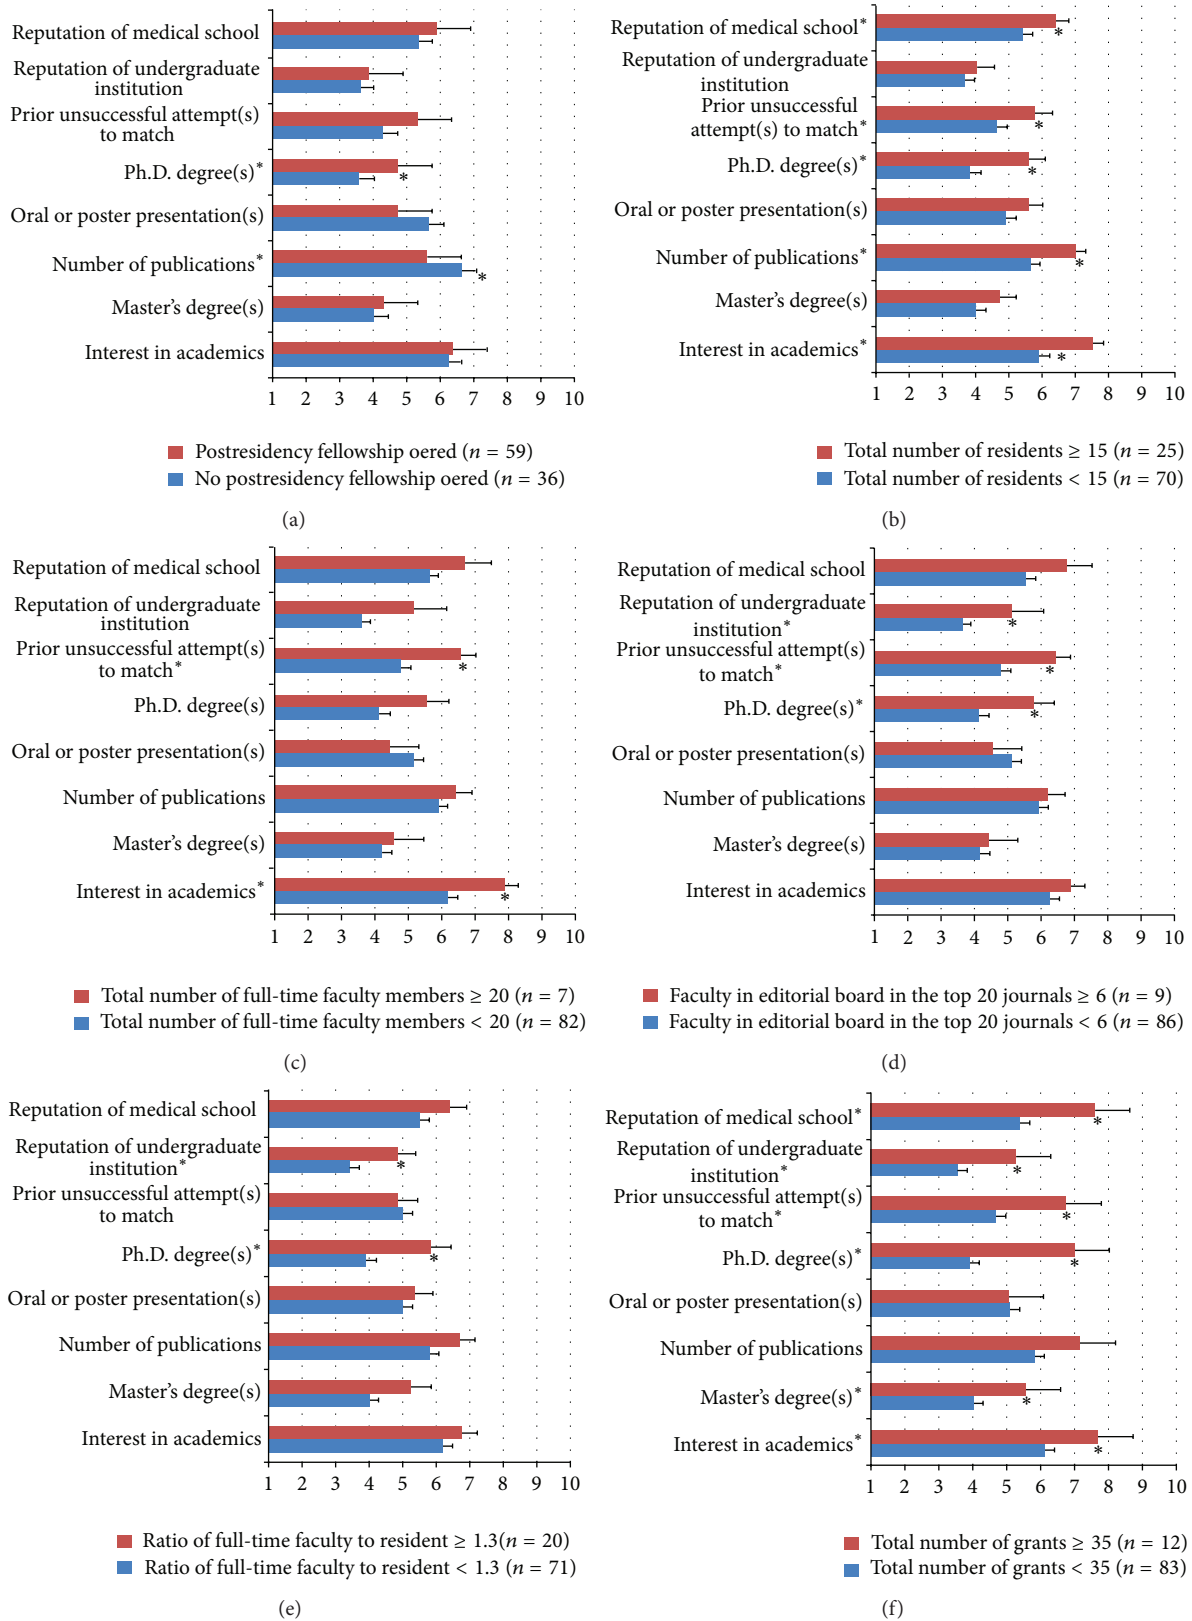 Reputation of medical school
Reputation of undergraduate
institution
Prior unsuccessful attempt(s)
to match
Ph.D. degree(s)*
*
Oral or poster presentation(s)
Number of publications*
*
Master's degree(s)
Interest in academics
1 2 3 4 5 6 7 8 9 10
Postresidency fellowship oered (n = 59)
No postresidency fellowship oered (n = 36)
(a)
Reputation of medical school*
*
Reputation of undergraduate
institution
Prior unsuccessful
attempt(s) to match*
*
Ph.D. degree(s)*
*
Oral or poster presentation(s)
Number of publications*
*
Master's degree(s)
Interest in academics*
*
1 2 3 4 5 6 7 8 9 10
Total number of residents ≥ 15 (n = 25)
Total number of residents < 15 (n = 70)
(b)
Reputation of medical school
Reputation of undergraduate
institution
Prior unsuccessful attempt(s)
to match*
*
Ph.D. degree(s)
Oral or poster presentation(s)
Number of publications
Master's degree(s)
Interest in academics*
*
1 2 3 4 5 6 7 8 9 10
Total number of full-time faculty members ≥ 20 (n = 7)
Total number of full-time faculty members < 20 (n = 82)
(c)
Reputation of medical school
Reputation of undergraduate
institution*
*
Prior unsuccessful attempt(s)
to match*
*
Ph.D. degree(s)*
*
Oral or poster presentation(s)
Number of publications
Master's degree(s)
Interest in academics
1 2 3 4 5 6 7 8 9 10
Faculty in editorial board in the top 20 journals ≥ 6 (n = 9)
Faculty in editorial board in the top 20 journals < 6 (n = 86)
(d)
Reputation of medical school
Reputation of undergraduate
institution*
*
Prior unsuccessful attempt(s)
to match
Ph.D. degree(s)*
*
Oral or poster presentation(s)
Number of publications
Master's degree(s)
Interest in academics
1 2 3 4 5 6 7 8 9 10
Ratio of full-time faculty to resident ≥ 1.3(n = 20)
Ratio of full-time faculty to resident < 1.3 (n = 71)
(e)
Reputation of medical school*
*
Reputation of undergraduate
institution*
*
Prior unsuccessful attempt(s)
to match*
*
Ph.D. degree(s)*
*
Oral or poster presentation(s)
Number of publications
Master's degree(s)*
*
Interest in academics*
*
1 2 3 4 5 6 7 8 9 10
Total number of grants ≥ 35 (n = 12)
Total number of grants < 35 (n = 83)
(f)